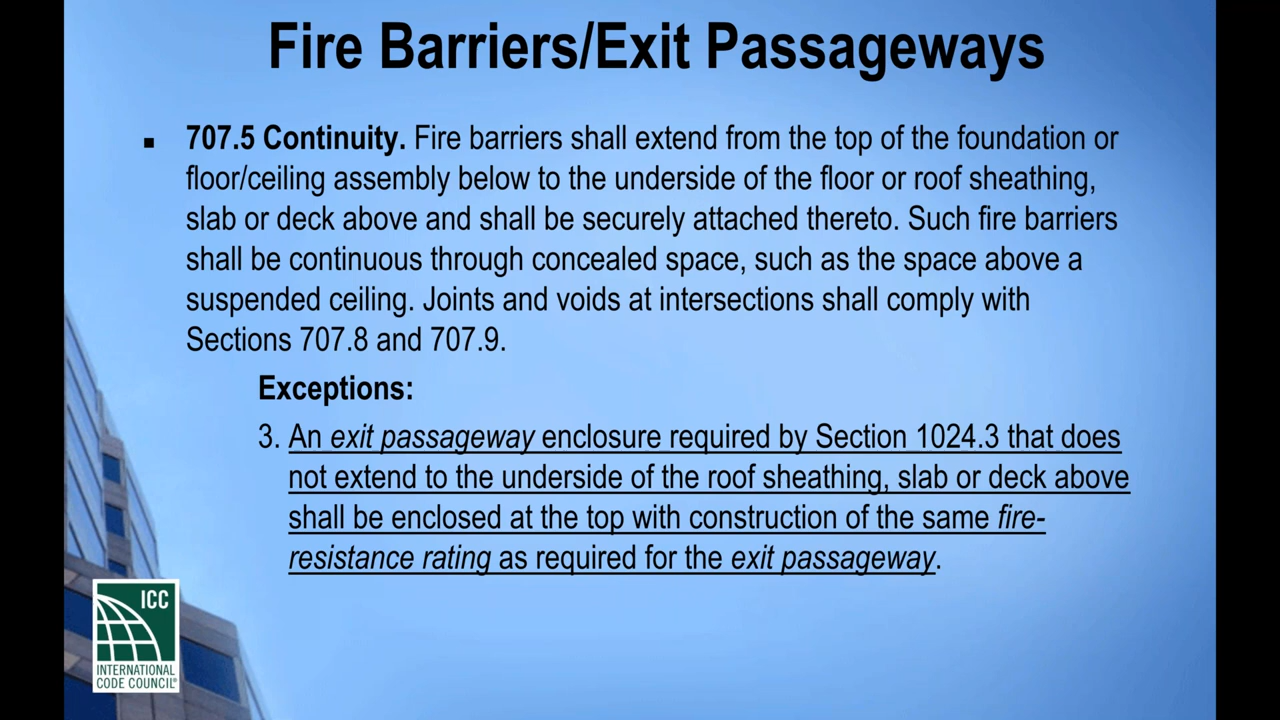 Fire Barriers/Exit Passageways
▪ 707.5 Continuity. Fire barriers shall extend from the top of the foundation or
floor/ceiling assembly below to the underside of the floor or roof sheathing,
slab or deck above and shall be securely attached thereto. Such fire barriers
shall be continuous through concealed space, such as the space above a
suspended ceiling. Joints and voids at intersections shall comply with
Sections 707.8 and 707.9.
Exceptions:
3. An exit passageway enclosure required by Section 1024.3 that does
not extend to the underside of the roof sheathing, slab or deck above
shall be enclosed at the top with construction of the same fire-
resistance rating as required for the exit passageway.
ICC
INTERNATIONAL
CODE COUNCIL®